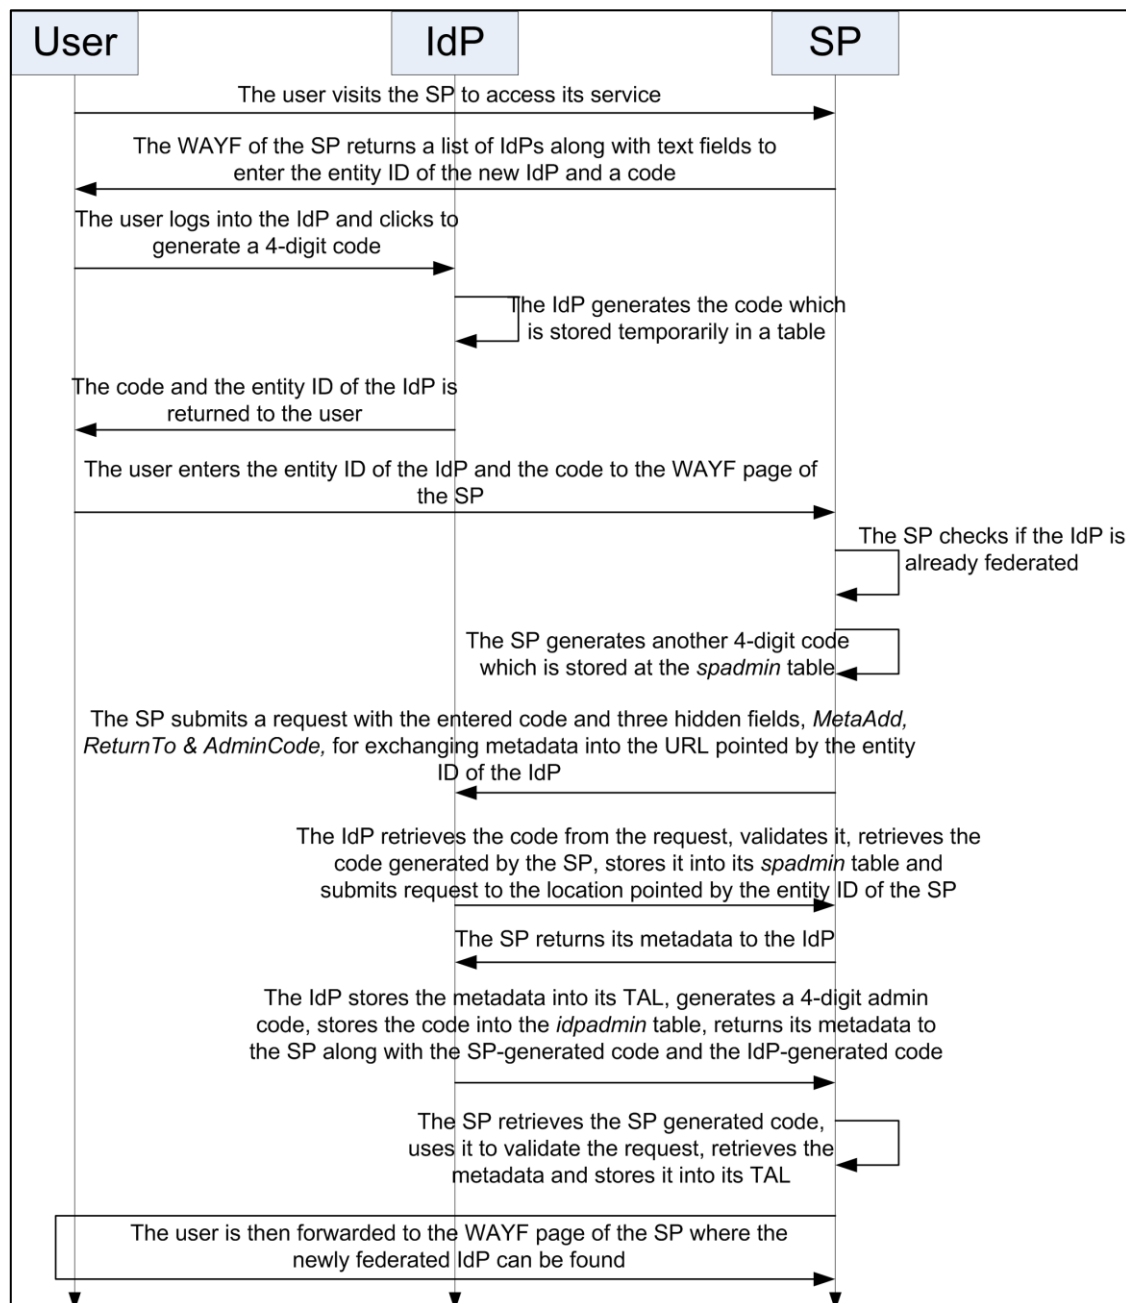 User
IdP
SP
The user visits the SP to access its service
The WAYF of the SP returns a list of IdPs along with text fields to
enter the entity ID of the new IdP and a code
The user logs into the IdP and clicks to
generate a 4-digit code
The IdP generates the code which
is stored temporarily in a table
The code and the entity ID of the IdP is
returned to the user
The user enters the entity ID of the IdP and the code to the WAYF page of
the SP
The SP checks if the IdP is
already federated
The SP generates another 4-digit code
which is stored at the spadmin table
The SP submits a request with the entered code and three hidden fields, MetaAdd,
ReturnTo & AdminCode, for exchanging metadata into the URL pointed by the entity
ID of the IdP
The IdP retrieves the code from the request, validates it, retrieves the
code generated by the SP, stores it into its spadmin table and
submits request to the location pointed by the entity ID of the SP
The SP returns its metadata to the IdP
The IdP stores the metadata into its TAL, generates a 4-digit admin
code, stores the code into the idpadmin table, returns its metadata to
the SP along with the SP-generated code and the IdP-generated code
The SP retrieves the SP generated code,
uses it to validate the request, retrieves the
metadata and stores it into its TAL
The user is then forwarded to the WAYF page of the SP where the
newly federated IdP can be found